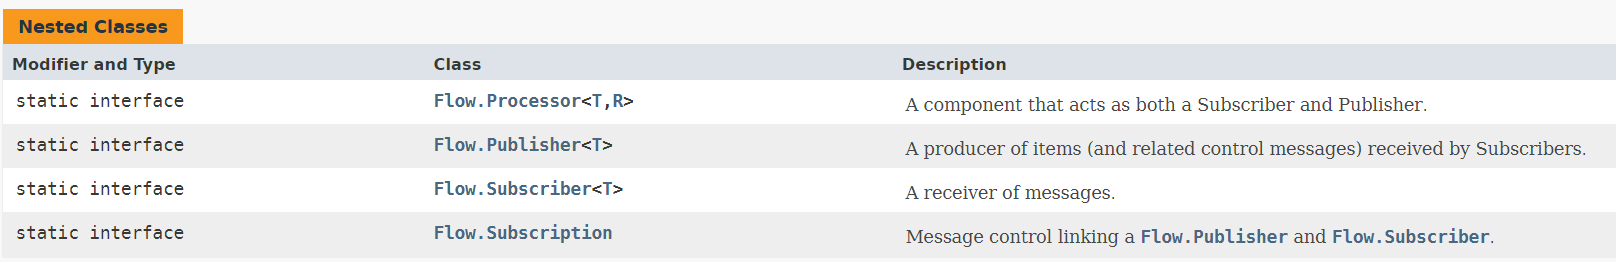 Nested Classes
Modifier and Type Class Description
static interface Flow.Processor<T,R> A component that acts as both a Subscriber and Publisher.
static interface Flow.Publisher<T> A producer of items (and related control messages) received by Subscribers.
static interface Flow.Subscriber<T> A receiver of messages.
static interface Flow.Subscription Message control linking a Flow.Publisher and Flow.Subscriber.